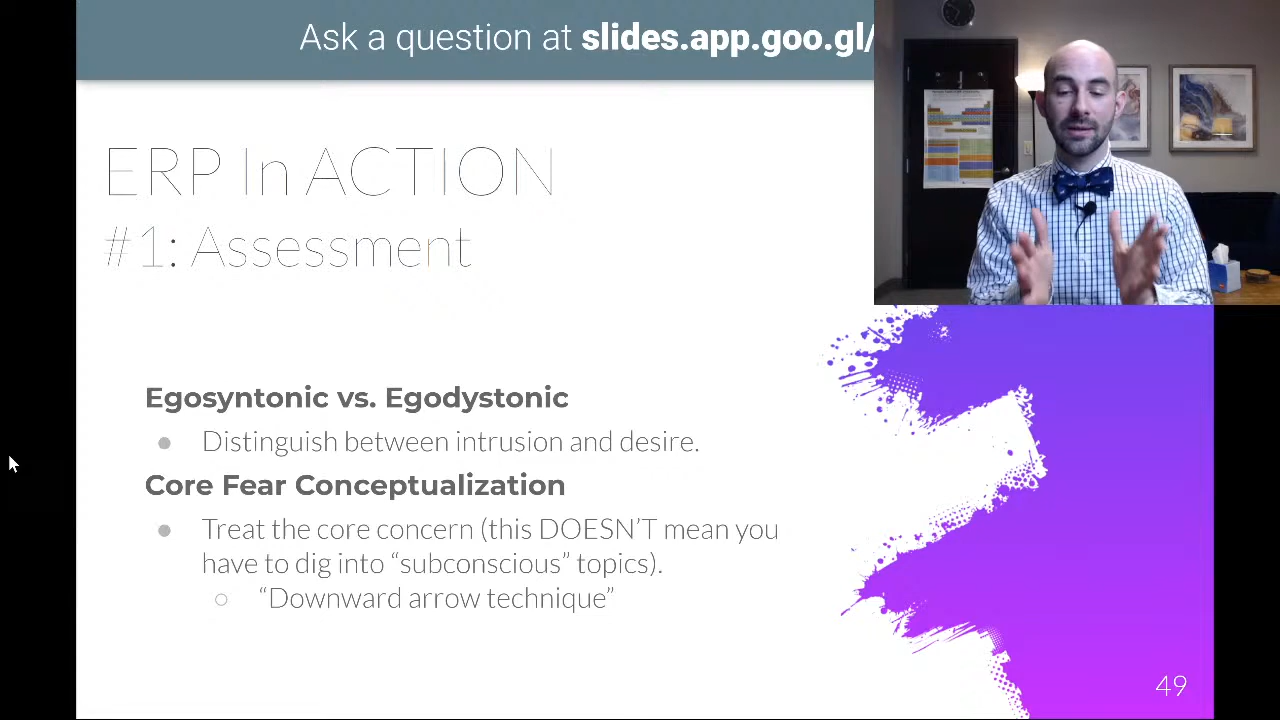 Ask a question at slides.app.goo.gl/
ERP In ACTION
#1: Assessment
Egosyntonic vs. Egodystonic
● Distinguish between intrusion and desire.
Core Fear Conceptualization
● Treat the core concern (this DOESN'T mean you
have to dig into “subconscious” topics).
○ “Downward arrow technique”
49